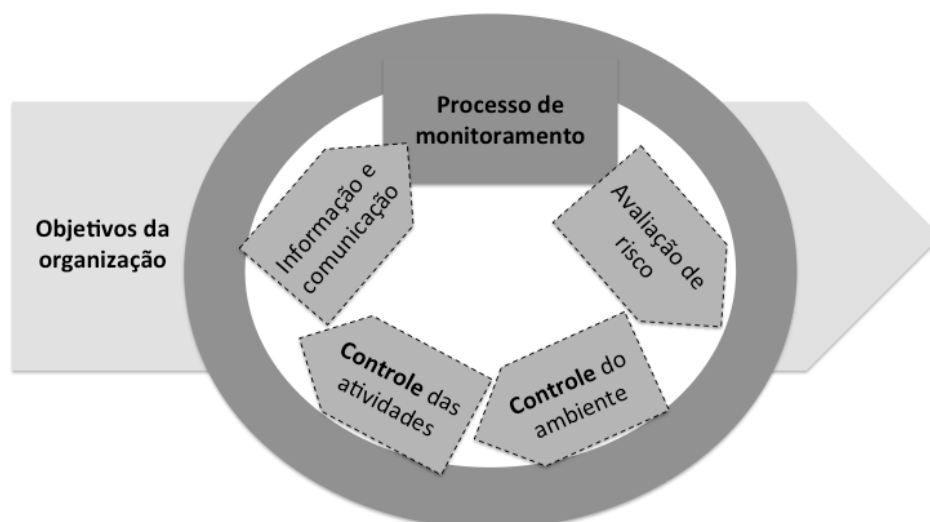 Processo de
monitoramento
Objetivos da
organização
Informação e
comunicação
Avaliação de
risco
Controle das
atividades
Controle do
ambiente